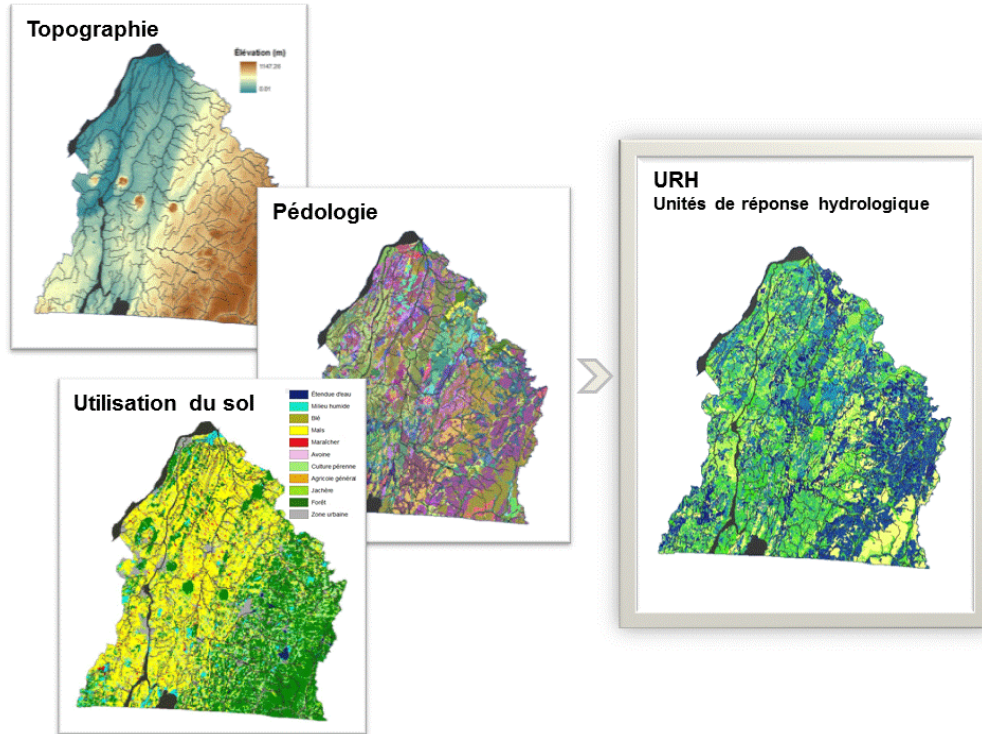 Topographie
Élévation (m)
1147.26
0.01
Pédologie
Utilisation du sol
Étendue d'eau
Milieu humide
Blé
Maïs
Maraîcher
Avoine
Culture pérenne
Agricole général
Jachère
Forêt
Zone urbaine
URH
Unités de réponse hydrologique